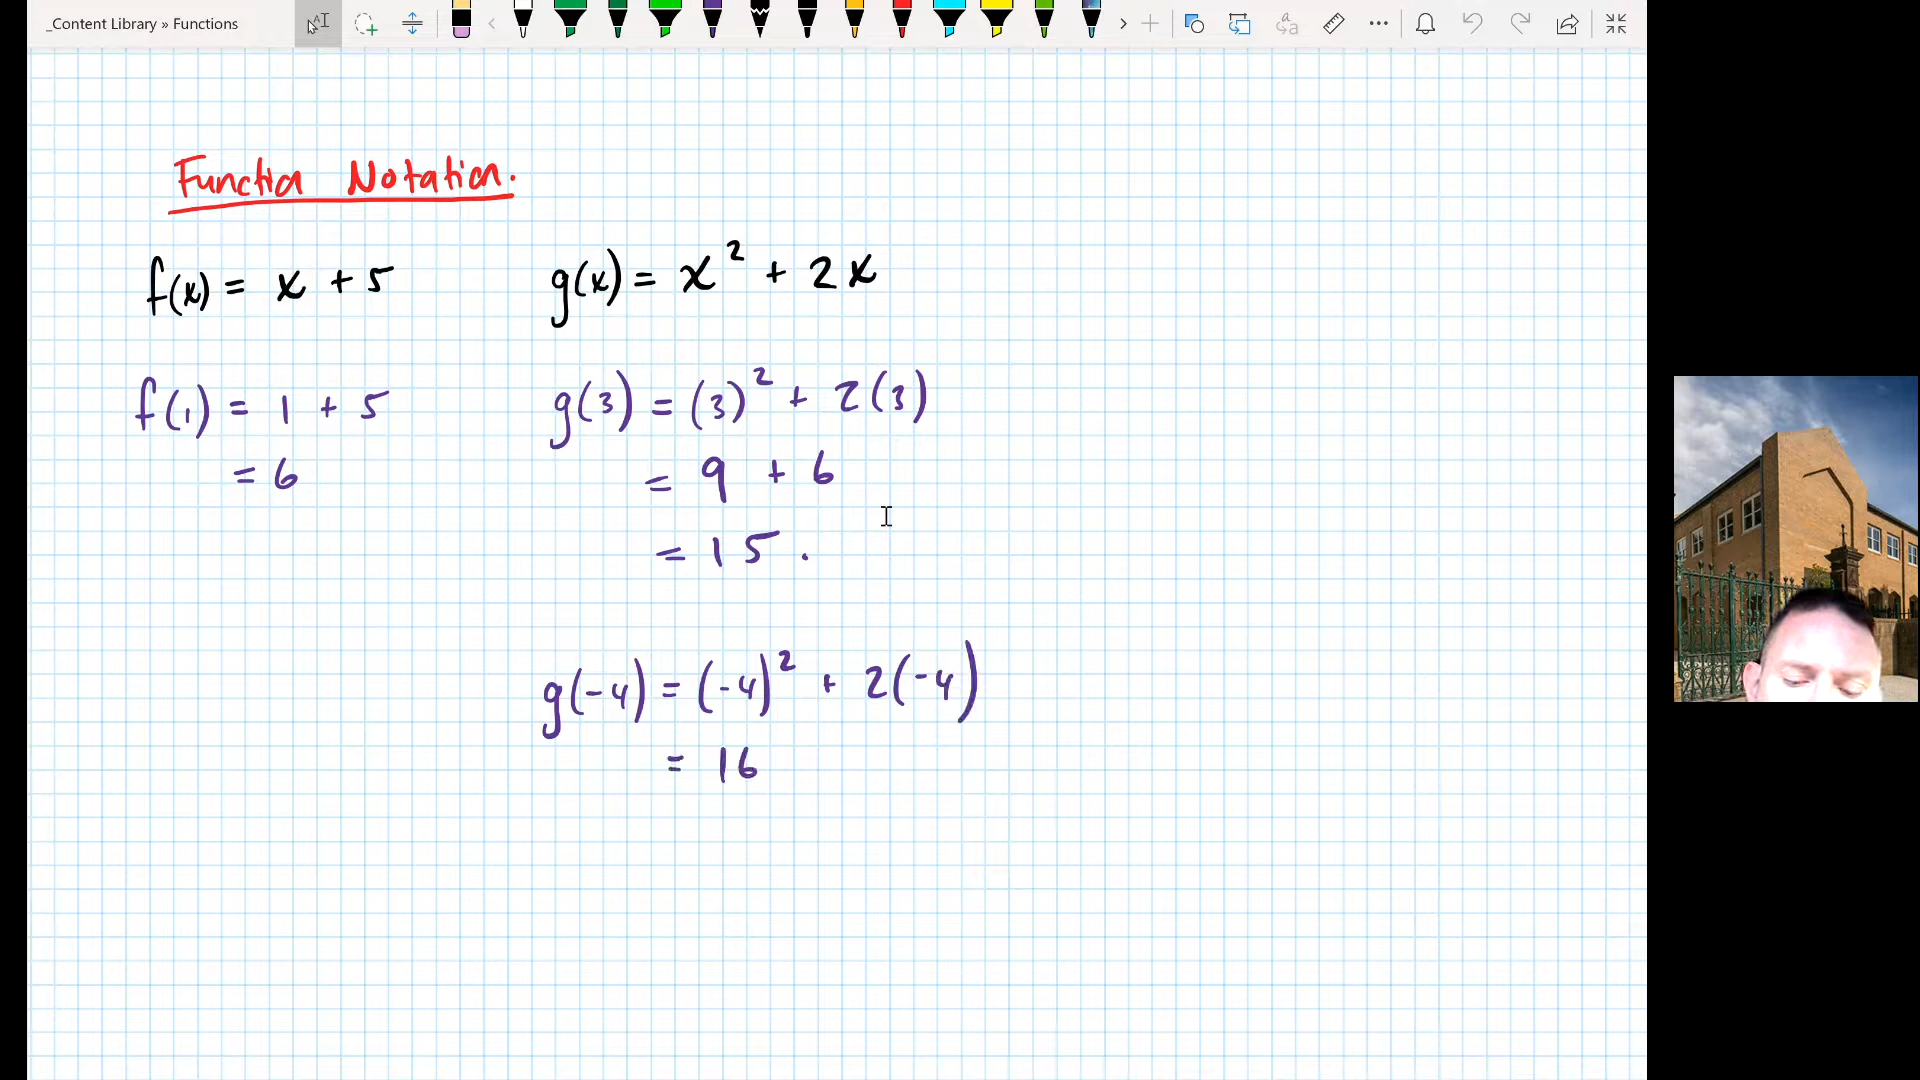 _Content Library » Functions
Function Notation.
f(x) = x + 5
g(x) = x² + 2x
f(1) = 1 + 5
= 6
g(3) = (3)² + 2(3)
= 9 + 6
= 15.
g(-4) = (-4)² + 2(-4)
= 16